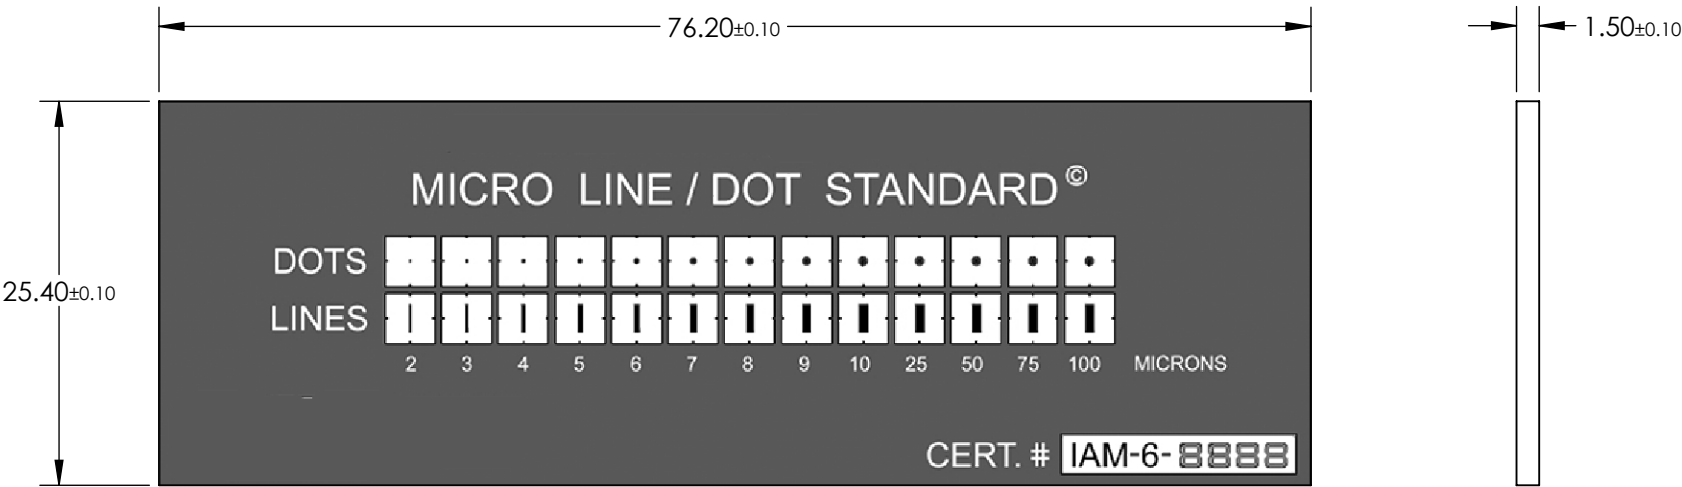 76.20±0.10
1.50±0.10
MICRO LINE / DOT STANDARD©
DOTS
25.40±0.10
LINES
2 3 4 5 6 7 8 9 10 25 50 75 100 MICRONS
CERT. # IAM-6-8888